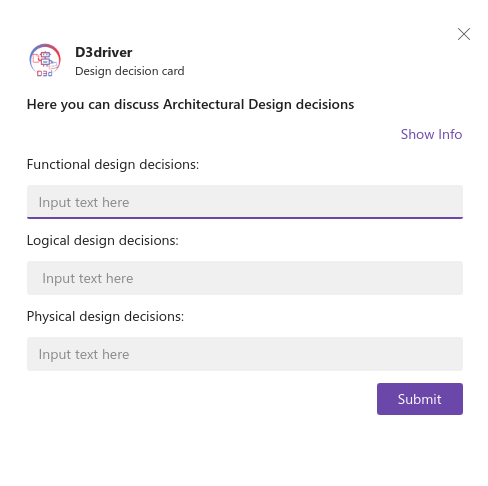 D3driver
Design decision card
D3d
Here you can discuss Architectural Design decisions
Show Info
Functional design decisions:
Input text here
Logical design decisions:
Input text here
Physical design decisions:
Input text here
Submit